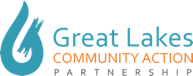 Great Lakes
COMMUNITY ACTION
PARTNERSHIP